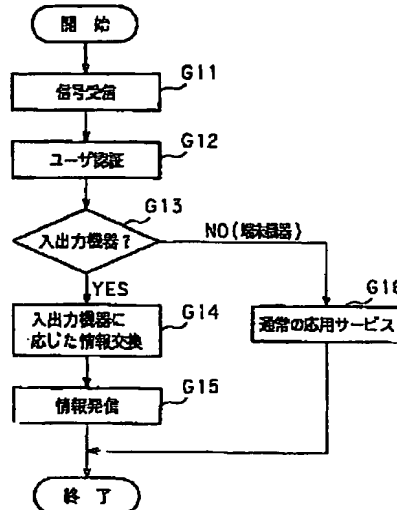 開 始
G11
信号受信
G12
ユーザ認証
G13
入出力機器?
NO(端末機器)
YES
G14
入出力機器に
応じた情報交換
G16
通常の応用サービス
G15
情報発信
終 了